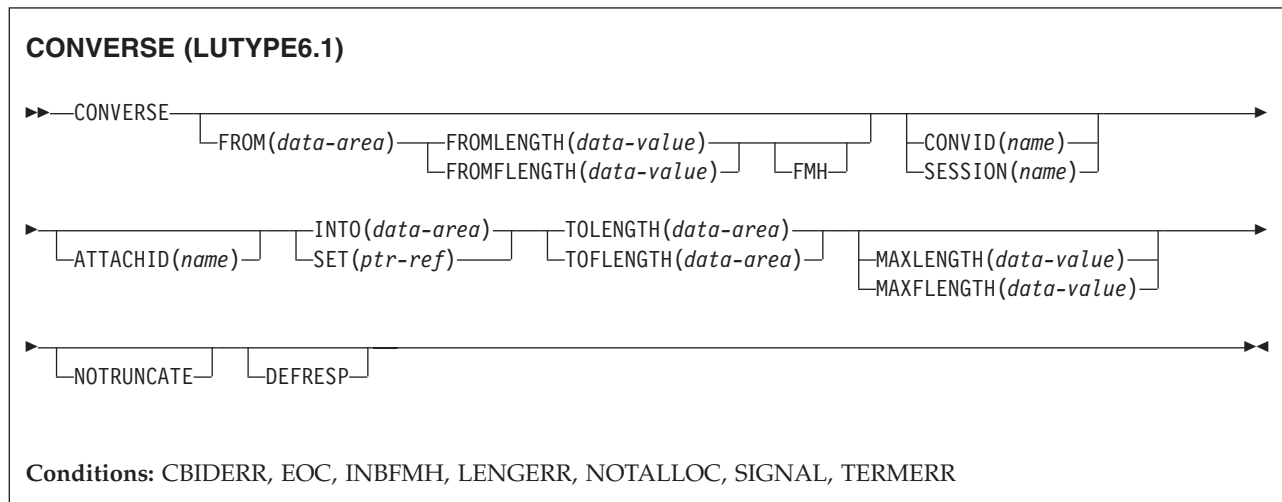 CONVERSE (LUTYPE6.1)
CONVERSE
FROM(data-area) FROMLENGTH(data-value) CONVID(name)
FROMFLENGTH(data-value) FMH SESSION(name)
ATTACHID(name) INTO(data-area) TOLENGTH(data-area) MAXLENGTH(data-value)
SET(ptr-ref) TOFLENGTH(data-area) MAXFLENGTH(data-value)
NOTRUNCATE DEFRESP
Conditions: CBIDERR, EOC, INBFMH, LENGERR, NOTALLOC, SIGNAL, TERMERR